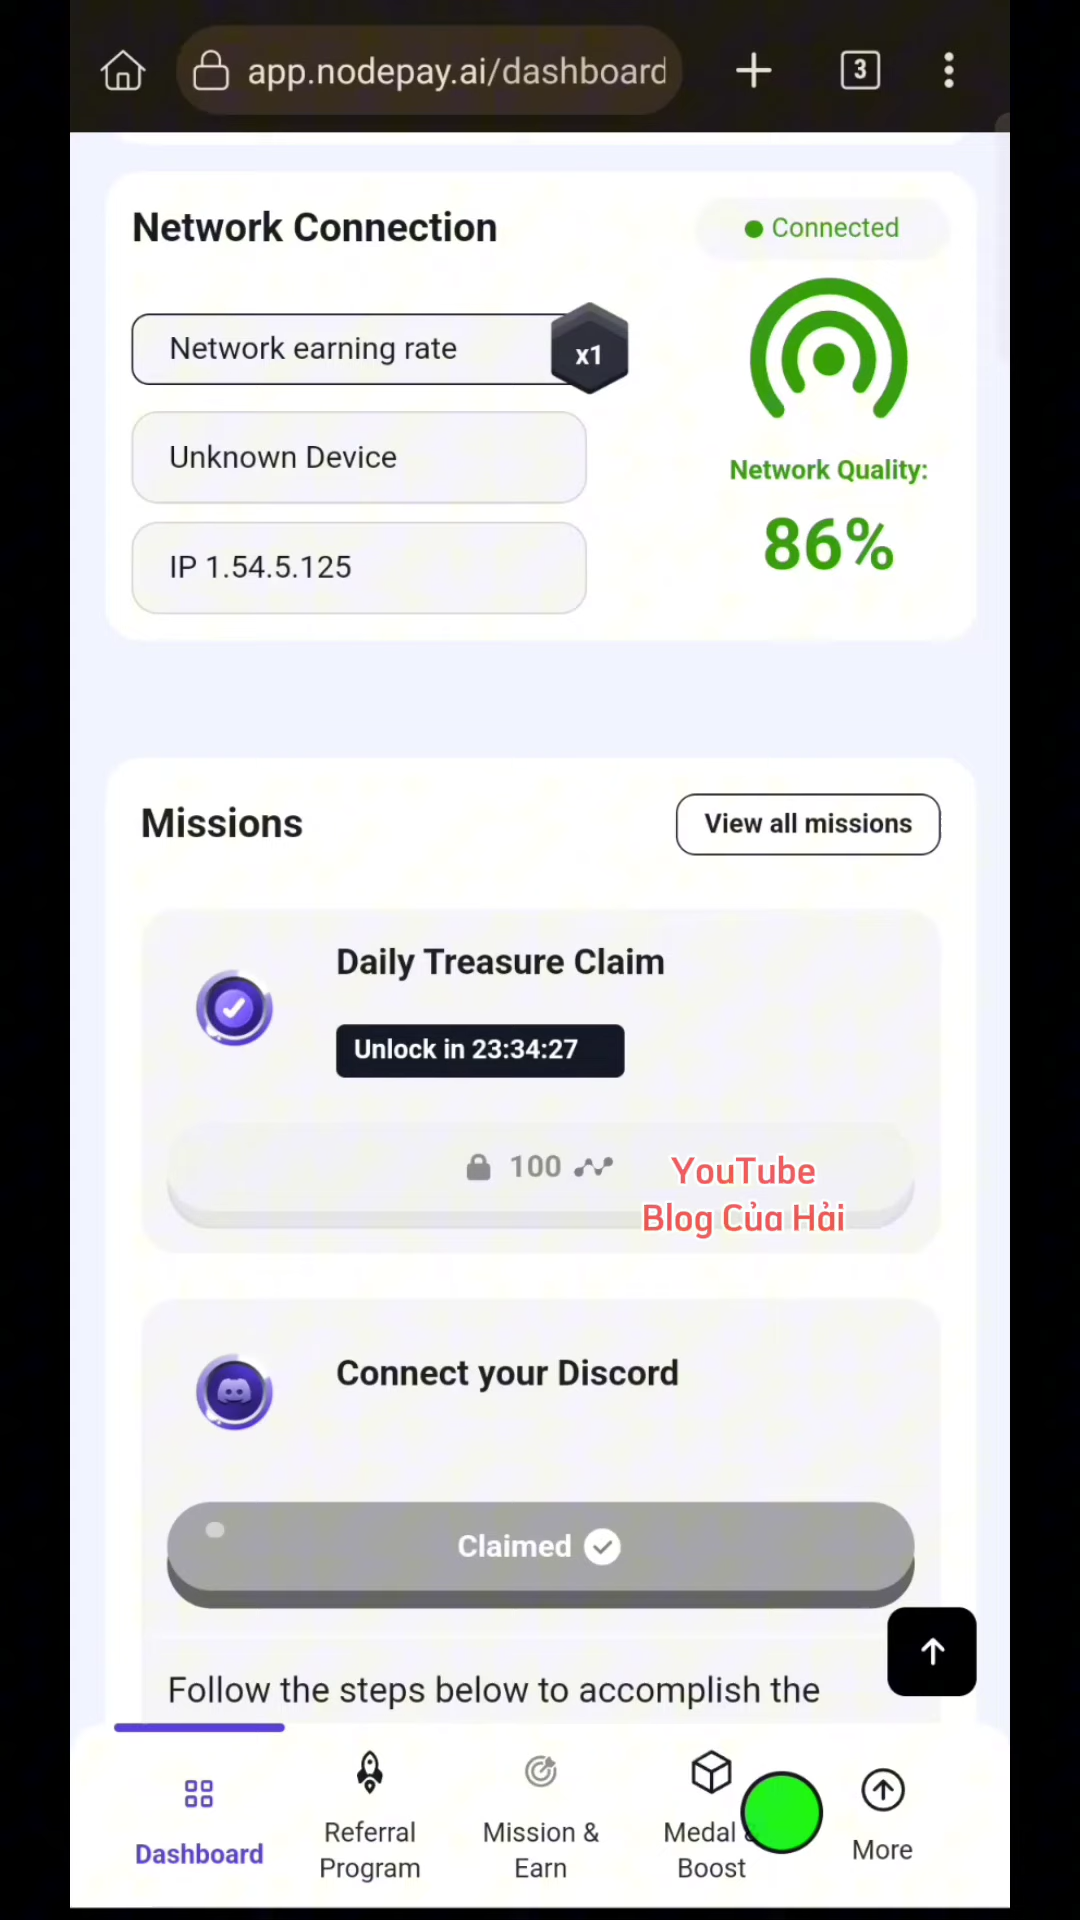 app.nodepay.ai/dashboard
3
Network Connection
Connected
Network earning rate
x1
Unknown Device
IP 1.54.5.125
Network Quality:
86%
Missions
View all missions
Daily Treasure Claim
Unlock in 23:34:27
100
YouTube
Blog Của Hải
Connect your Discord
Claimed
Follow the steps below to accomplish the
Dashboard
Referral
Program
Mission &
Earn
Medal &
Boost
More